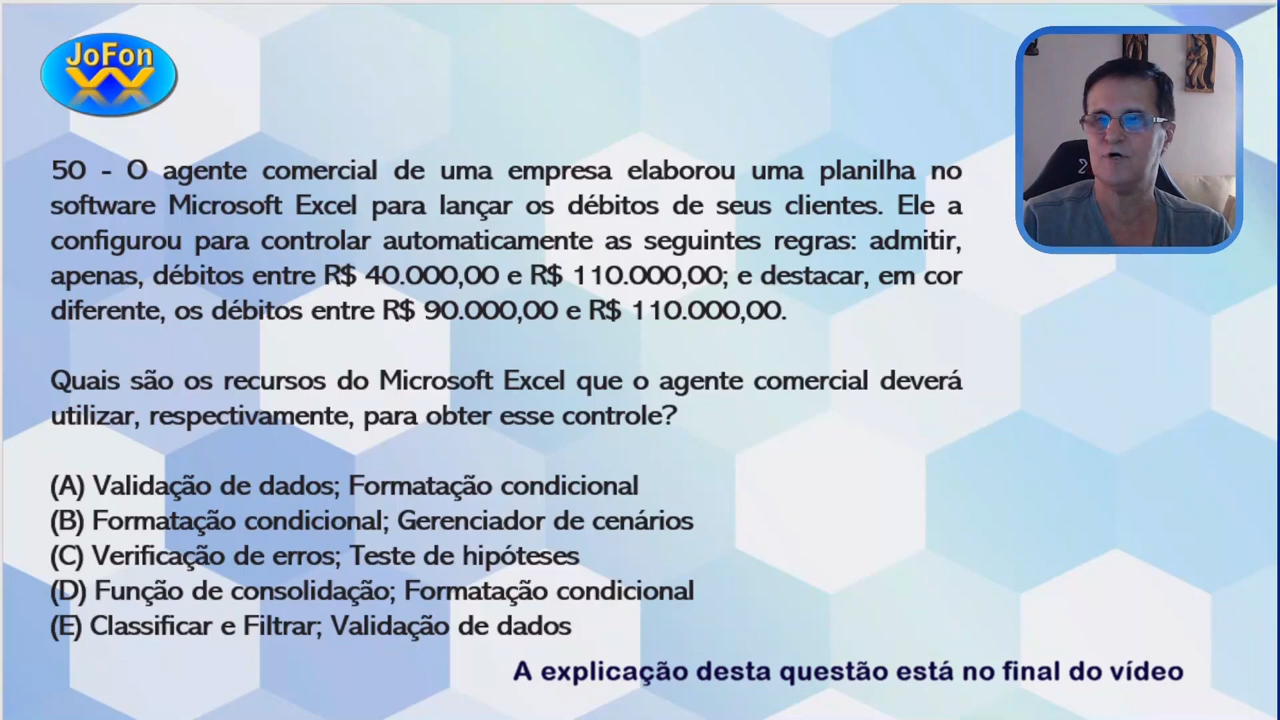 JoFon
50 - O agente comercial de uma empresa elaborou uma planilha no
software Microsoft Excel para lançar os débitos de seus clientes. Ele a
configurou para controlar automaticamente as seguintes regras: admitir,
apenas, débitos entre R$ 40.000,00 e R$ 110.000,00; e destacar, em cor
diferente, os débitos entre R$ 90.000,00 e R$ 110.000,00.
Quais são os recursos do Microsoft Excel que o agente comercial deverá
utilizar, respectivamente, para obter esse controle?
(A) Validação de dados; Formatação condicional
(B) Formatação condicional; Gerenciador de cenários
(C) Verificação de erros; Teste de hipóteses
(D) Função de consolidação; Formatação condicional
(E) Classificar e Filtrar; Validação de dados
A explicação desta questão está no final do vídeo